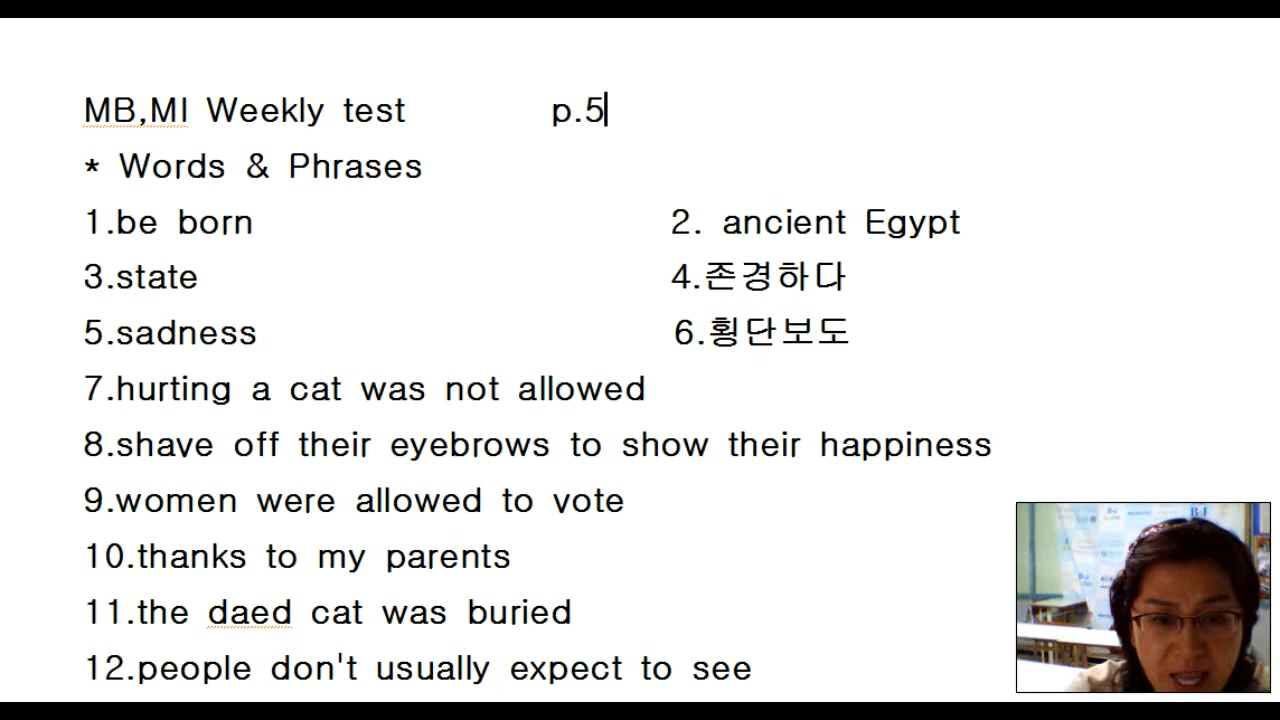 MB,MI Weekly test p.5
* Words & Phrases
1.be born 2. ancient Egypt
3.state 4.존경하다
5.sadness 6.횡단보도
7.hurting a cat was not allowed
8.shave off their eyebrows to show their happiness
9.women were allowed to vote
10.thanks to my parents
11.the daed cat was buried
12.people don't usually expect to see